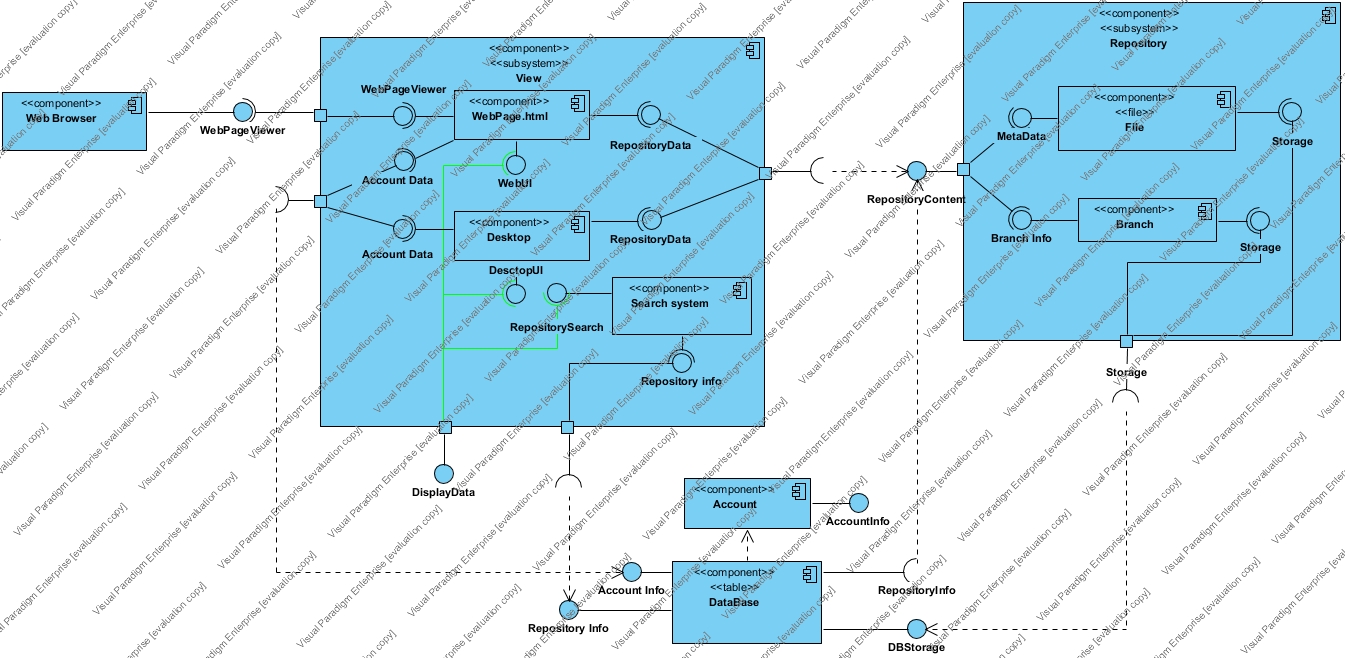 <<component>>
Web Browser
WebPageViewer
<<component>>
<<subsystem>>
View
WebPageViewer
<<component>>
WebPage.html
RepositoryData
Account Data
WebUI
<<component>>
Desktop
Account Data
RepositoryData
DesctopUI
<<component>>
Search system
RepositorySearch
Repository info
DisplayData
<<component>>
<<subsystem>>
Repository
<<component>>
<<file>>
File
MetaData
Storage
RepositoryContent
<<component>>
Branch
Branch Info
Storage
Storage
<<component>>
Account
AccountInfo
<<component>>
<<table>>
DataBase
Account Info
RepositoryInfo
Repository Info
DBStorage
Visual Paradigm Enterprise [evaluation copy]